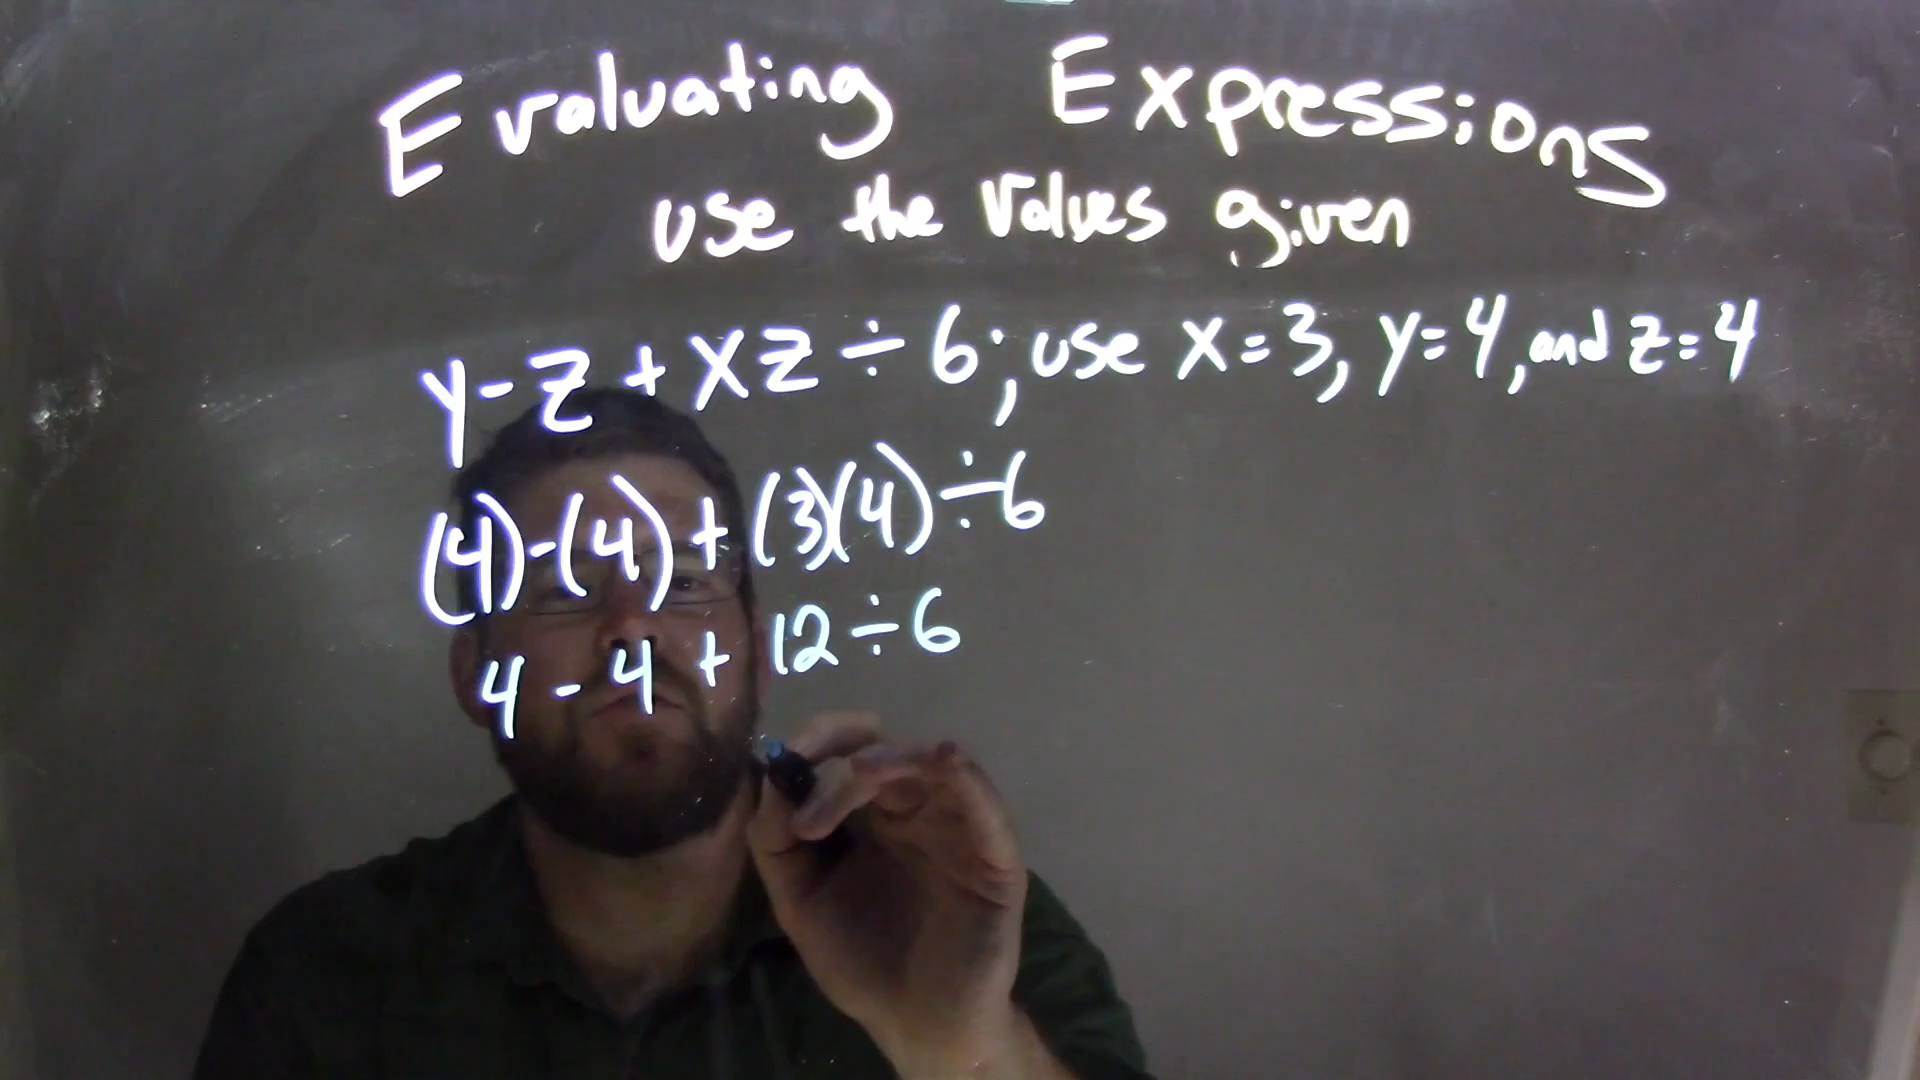 Evaluating Expressions
use the values given
y - z + xz ÷ 6; use x = 3, y = 4, and z = 4
(4) - (4) + (3)(4) ÷ 6
4 - 4 + 12 ÷ 6